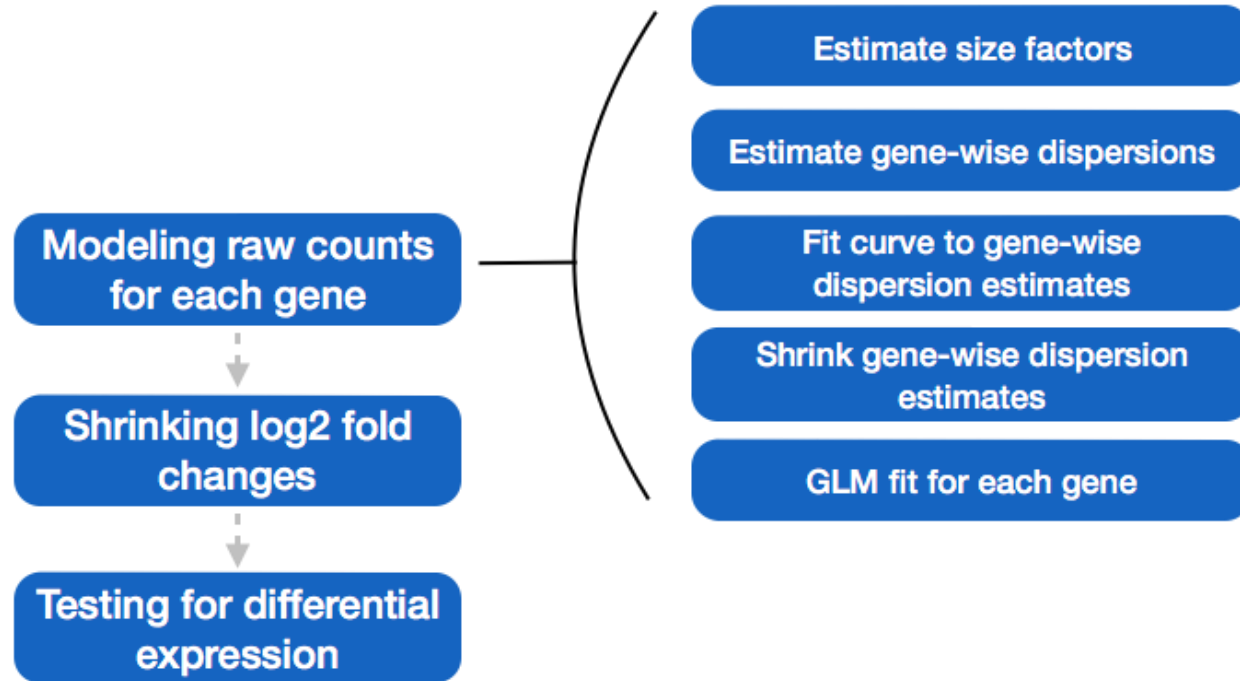 Modeling raw counts
for each gene
Shrinking log2 fold
changes
Testing for differential
expression
Estimate size factors
Estimate gene-wise dispersions
Fit curve to gene-wise
dispersion estimates
Shrink gene-wise dispersion
estimates
GLM fit for each gene